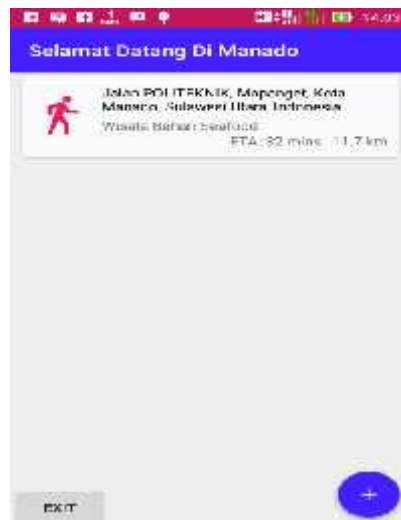 Selamat Datang Di Manado
Jalan POLITEKNIK, Mapanget, Kota
Manado, Sulawesi Utara, Indonesia
Wisata Bahari Seafood
ETA: 32 mins 11,7 km
EXIT